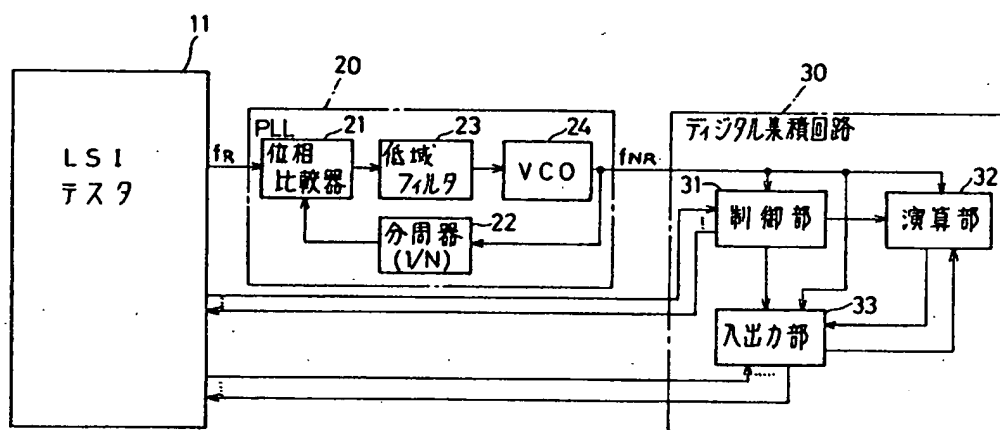 11
LSI
テスタ
fR
20
PLL
21
位相
比較器
23
低域
フィルタ
24
VCO
fNR
22
分周器
(1/N)
30
ディジタル集積回路
31
制御部
32
演算部
33
入出力部